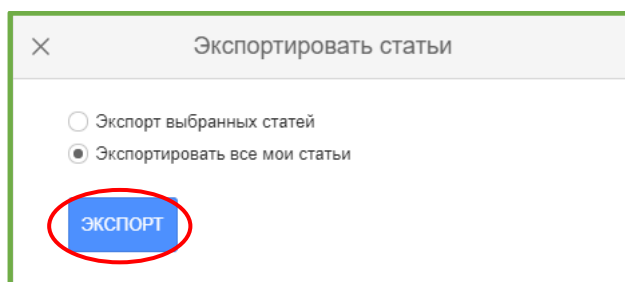 Экспортировать статьи
Экспорт выбранных статей
Экспортировать все мои статьи
ЭКСПОРТ